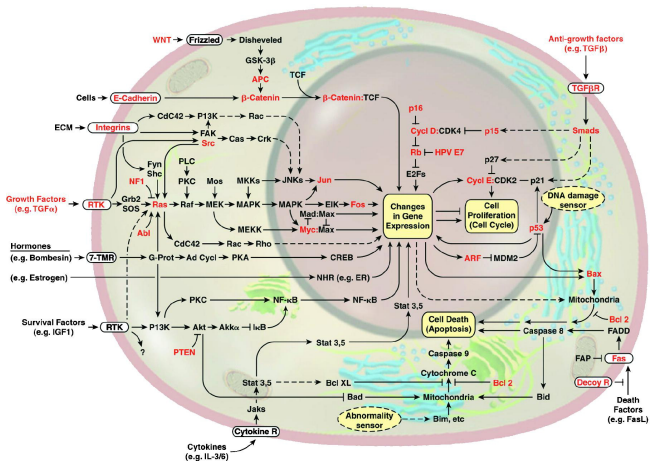 WNT
Frizzled
Disheveled
GSK-3β
APC
TCF
Cells
E-Cadherin
β-Catenin
β-Catenin:TCF
ECM
Integrins
CdC42
P13K
Rac
FAK
Src
Cas
Crk
Fyn
Shc
NF1
PLC
PKC
Mos
MKKs
JNKs
Jun
Growth Factors
(e.g. TGFα)
RTK
Grb2
SOS
Ras
Raf
MEK
MAPK
MAPK
ElK
Fos
Mad:Max
Abl
MEKK
Myc:Max
CdC42
Rac
Rho
Hormones
(e.g. Bombesin)
7-TMR
G-Prot
Ad Cycl
PKA
CREB
(e.g. Estrogen)
NHR (e.g. ER)
PKC
NF-κB
NF-κB
Survival Factors
(e.g. IGF1)
RTK
P13K
Akt
Akkα
IκB
?
PTEN
Stat 3,5
Stat 3,5
Stat 3,5
Jaks
Cytokine R
Cytokines
(e.g. IL-3/6)
Bcl XL
Bad
Abnormality
sensor
Bim, etc
Mitochondria
Cytochrome C
Caspase 9
Cell Death
(Apoptosis)
Bcl 2
Caspase 8
Bid
FADD
FAP
Fas
Decoy R
Death
Factors
(e.g. FasL)
Bcl 2
Mitochondria
Bax
Changes
in Gene
Expression
Cell
Proliferation
(Cell Cycle)
ARF
MDM2
p53
DNA damage
sensor
p16
Cyclin D:CDK4
p15
Rb
HPV E7
E2Fs
Cycl E:CDK2
p27
p21
Smads
TGFβR
Anti-growth factors
(e.g. TGFβ)